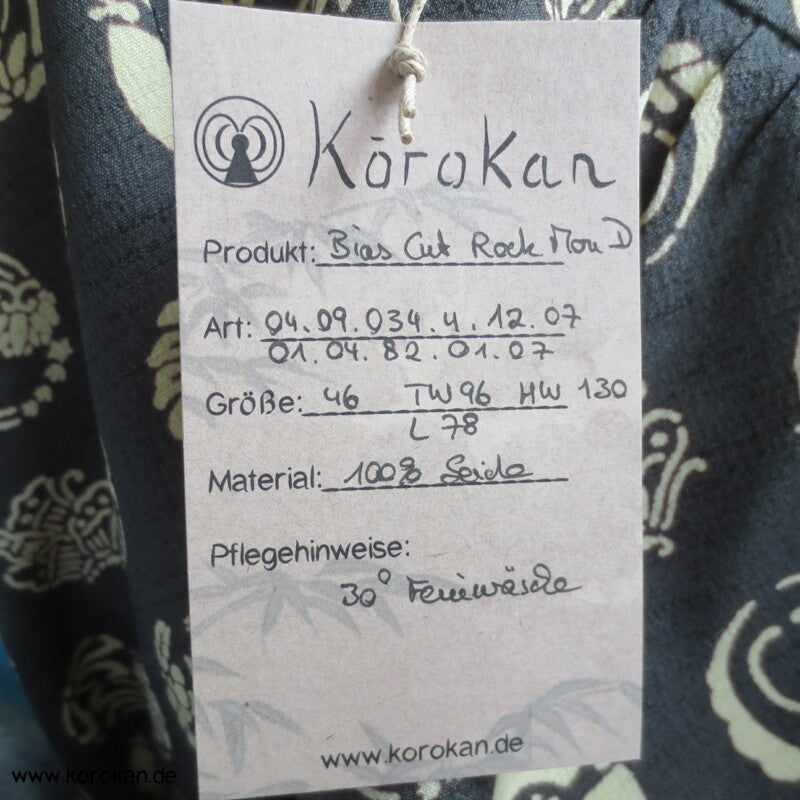 Kōrokan
Produkt: Bias Cut Rock Mon D
Art: 04.09.034.4.12.07
01.04.82.01.07
Größe: 46 TW96 HW 130
L 78
Material: 100% Seide
Pflegehinweise:
30° Feinwäsche
www.korokan.de
www.korokan.de